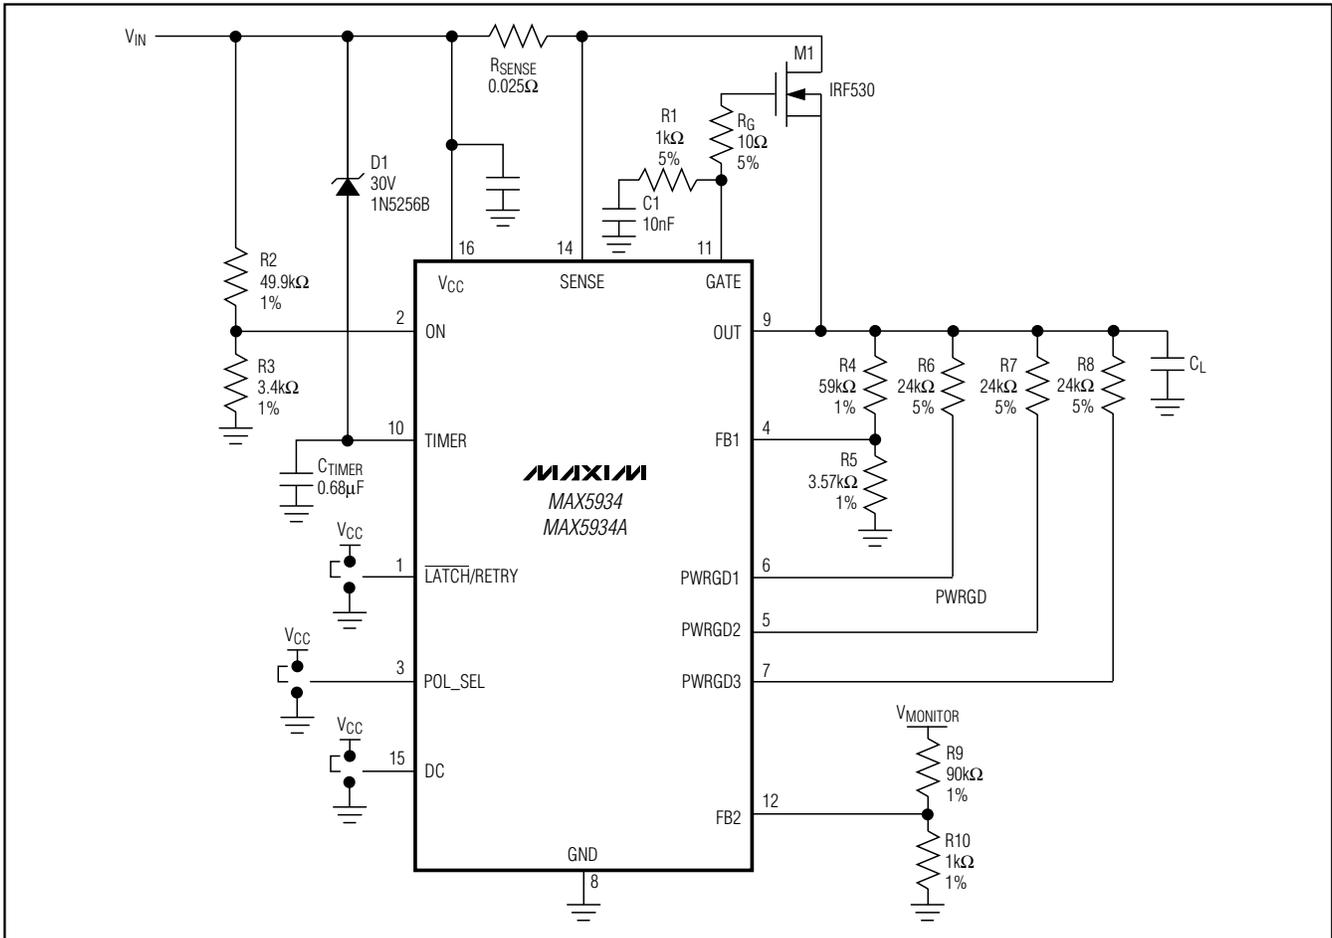 VIN
RSENSE
0.025Ω
M1
IRF530
R1
1kΩ
5%
RG
10Ω
5%
C1
10nF
D1
30V
1N5256B
R2
49.9kΩ
1%
R3
3.4kΩ
1%
16
14
11
VCC
SENSE
GATE
2
ON
OUT
9
R4
59kΩ
1%
R6
24kΩ
5%
R7
24kΩ
5%
R8
24kΩ
5%
CL
10
TIMER
FB1
4
R5
3.57kΩ
1%
CTIMER
0.68μF
MAXIM
MAX5934
MAX5934A
VCC
1
LATCH/RETRY
PWRGD1
6
PWRGD
PWRGD2
5
VCC
3
POL_SEL
PWRGD3
7
VCC
15
DC
VMONITOR
R9
90kΩ
1%
FB2
12
R10
1kΩ
1%
GND
8